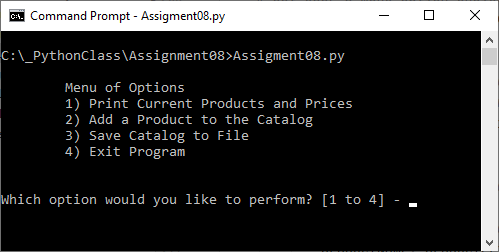 Command Prompt - Assigment08.py
C:\_PythonClass\Assignment08>Assigment08.py
Menu of Options
1) Print Current Products and Prices
2) Add a Product to the Catalog
3) Save Catalog to File
4) Exit Program
Which option would you like to perform? [1 to 4] - _